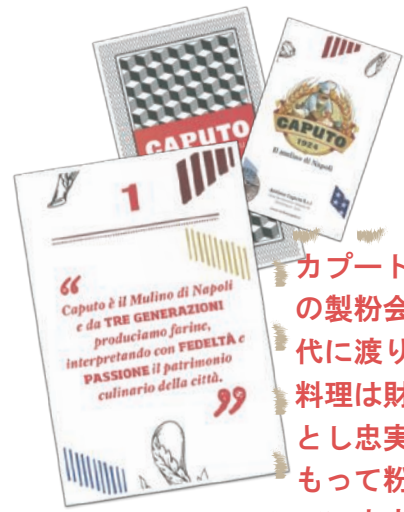 CAPUTO
CAPUTO
1924
Il mulino di Napoli
1
“
Caputo è il Mulino di Napoli
e da TRE GENERAZIONI
produciamo farine,
interpretando con FEDELTÀ e
PASSIONE il patrimonio
culinario della città.
”
カプート
の製粉会
代に渡り
料理は財
とし忠実
もって粉